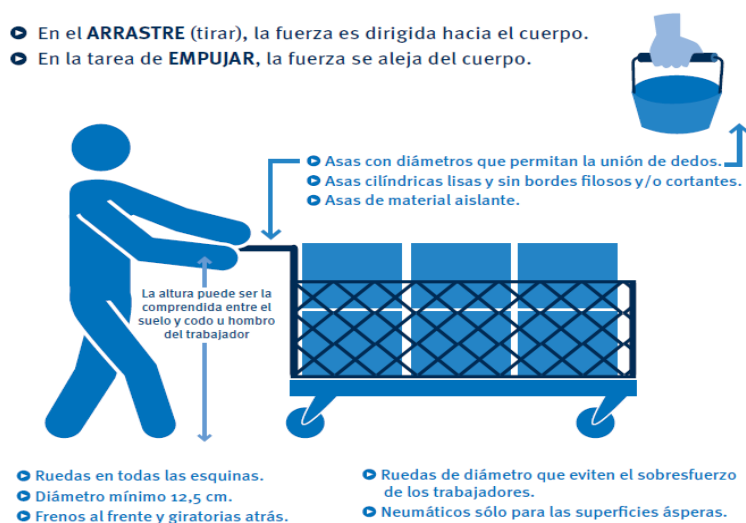 En el ARRASTRE (tirar), la fuerza es dirigida hacia el cuerpo.
En la tarea de EMPUJAR, la fuerza se aleja del cuerpo.
Asas con diámetros que permitan la unión de dedos.
Asas cilíndricas lisas y sin bordes filosos y/o cortantes.
Asas de material aislante.
La altura puede ser la
comprendida entre el
suelo y codo u hombro
del trabajador
Ruedas en todas las esquinas.
Diámetro mínimo 12,5 cm.
Frenos al frente y giratorias atrás.
Ruedas de diámetro que eviten el sobresfuerzo
de los trabajadores.
Neumáticos sólo para las superficies ásperas.